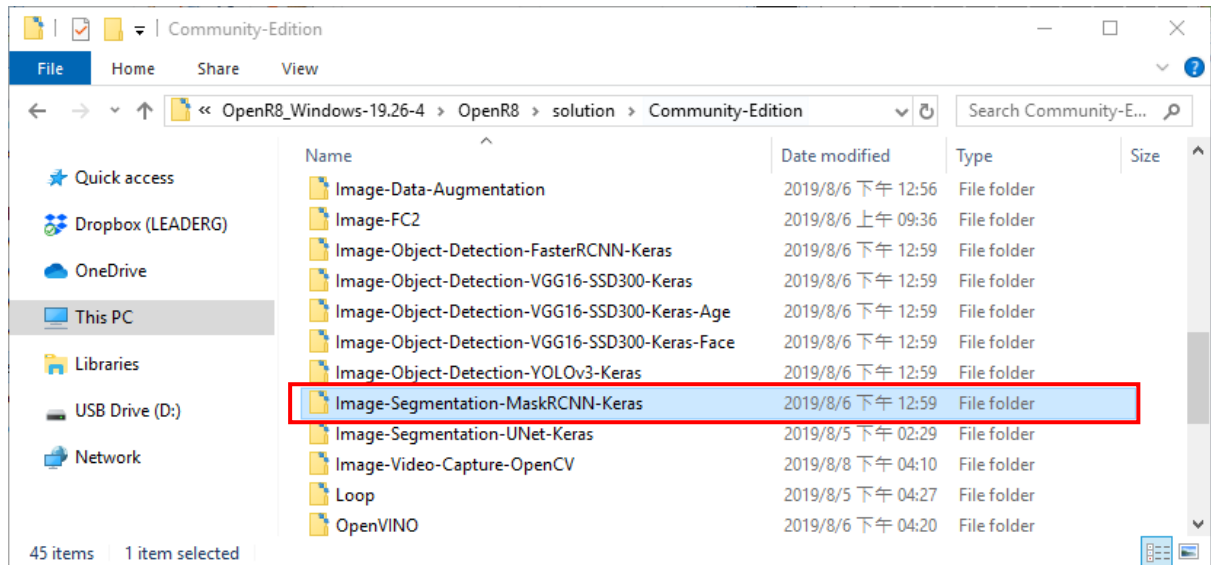 Community-Edition
File Home Share View
« OpenR8_Windows-19.26-4 › OpenR8 › solution › Community-Edition Search Community-E...
Name Date modified Type Size
Quick access
Dropbox (LEADERG)
OneDrive
This PC
Libraries
USB Drive (D:)
Network
Image-Data-Augmentation 2019/8/6 下午 12:56 File folder
Image-FC2 2019/8/6 上午 09:36 File folder
Image-Object-Detection-FasterRCNN-Keras 2019/8/6 下午 12:59 File folder
Image-Object-Detection-VGG16-SSD300-Keras 2019/8/6 下午 12:59 File folder
Image-Object-Detection-VGG16-SSD300-Keras-Age 2019/8/6 下午 12:59 File folder
Image-Object-Detection-VGG16-SSD300-Keras-Face 2019/8/6 下午 12:59 File folder
Image-Object-Detection-YOLOv3-Keras 2019/8/6 下午 12:59 File folder
Image-Segmentation-MaskRCNN-Keras 2019/8/6 下午 12:59 File folder
Image-Segmentation-UNet-Keras 2019/8/5 下午 02:29 File folder
Image-Video-Capture-OpenCV 2019/8/8 下午 04:10 File folder
Loop 2019/8/5 下午 04:27 File folder
OpenVINO 2019/8/6 下午 04:20 File folder
45 items 1 item selected